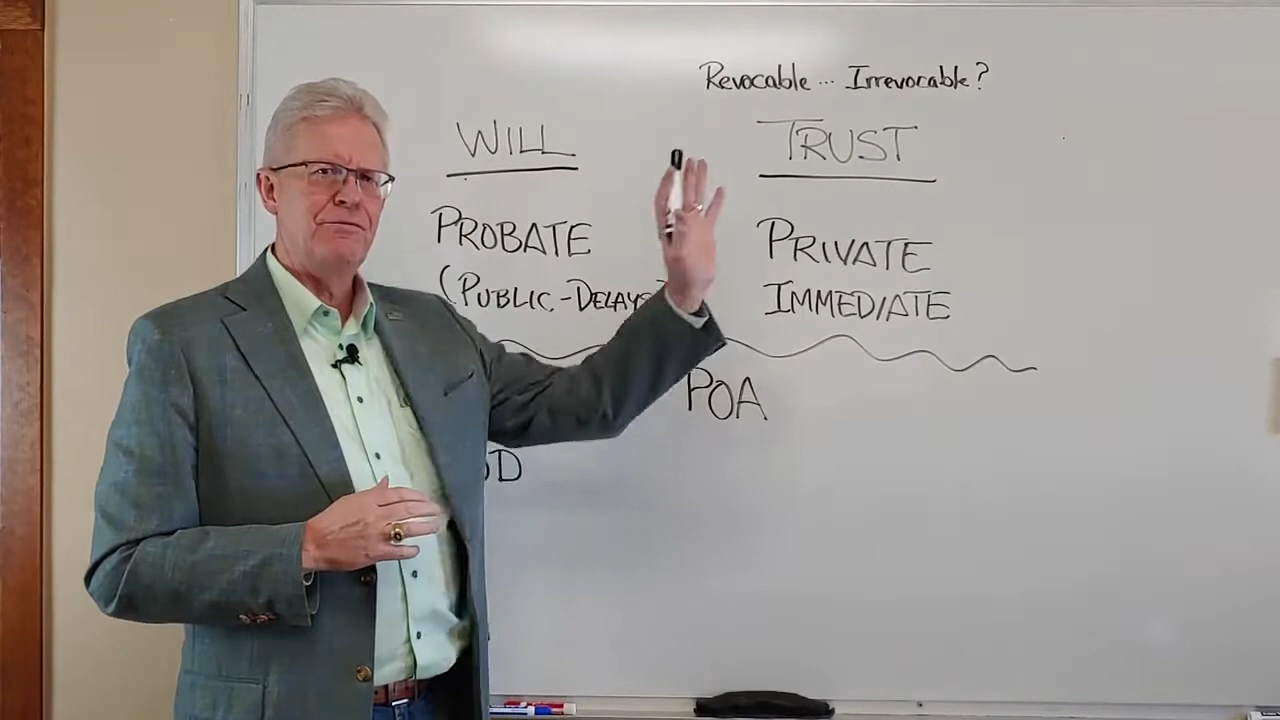 Revocable ... Irrevocable?
WILL TRUST
PROBATE PRIVATE
(PUBLIC-DELAYS IMMEDIATE
POA